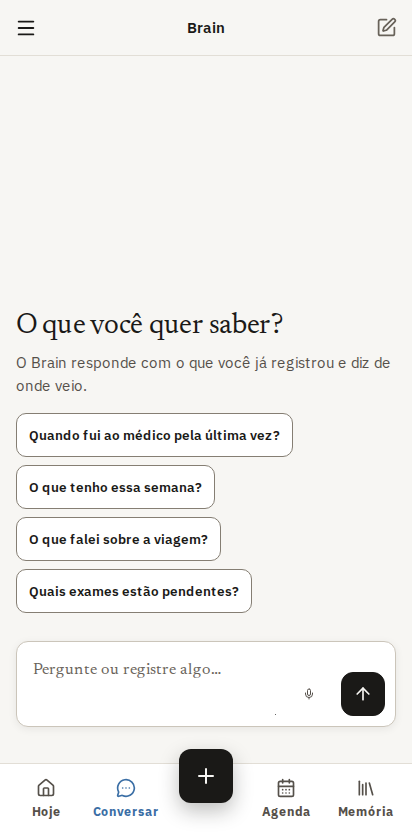 Brain
O que você quer saber?
O Brain responde com o que você já registrou e diz de
onde veio.
Quando fui ao médico pela última vez?
O que tenho essa semana?
O que falei sobre a viagem?
Quais exames estão pendentes?
Pergunte ou registre algo...
Hoje
Conversar
Agenda
Memória